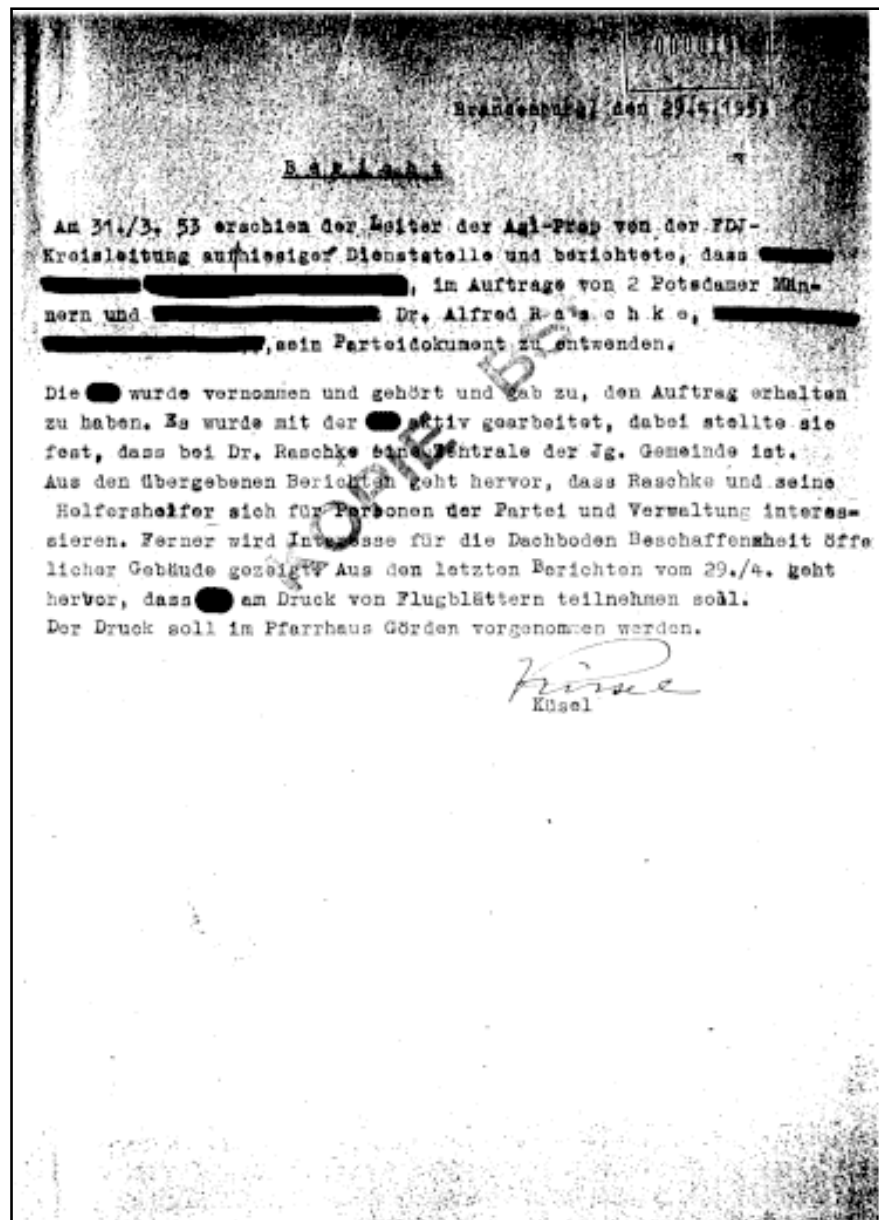 Brandenburg, den 29.4.1953
Bericht
Am 31./3. 53 erschien der Leiter der Agi-Prop von der FDJ-
Kreisleitung auf hiesiger Dienststelle und berichtete, dass
, im Auftrage von 2 Potsdamer Män-
nern und Dr. Alfred R a s c h k e,
,sein Parteidokument zu entwenden.
Die wurde vernommen und gehört und gab zu, den Auftrag erhalten
zu haben. Es wurde mit der aktiv gearbeitet, dabei stellte sie
fest, dass bei Dr. Raschke eine Zentrale der Jg. Gemeinde ist.
Aus den übergebenen Berichten geht hervor, dass Raschke und seine
Helfershelfer sich für Personen der Partei und Verwaltung interes-
sieren. Ferner wird Interesse für die Dachboden Beschaffensheit öffe
licher Gebäude gezeigt. Aus den letzten Berichten vom 29./4. geht
hervor, dass am Druck von Flugblättern teilnehmen soll.
Der Druck soll im Pfarrhaus Görden vorgenommen werden.
Küsel
Küsel
KOPIE